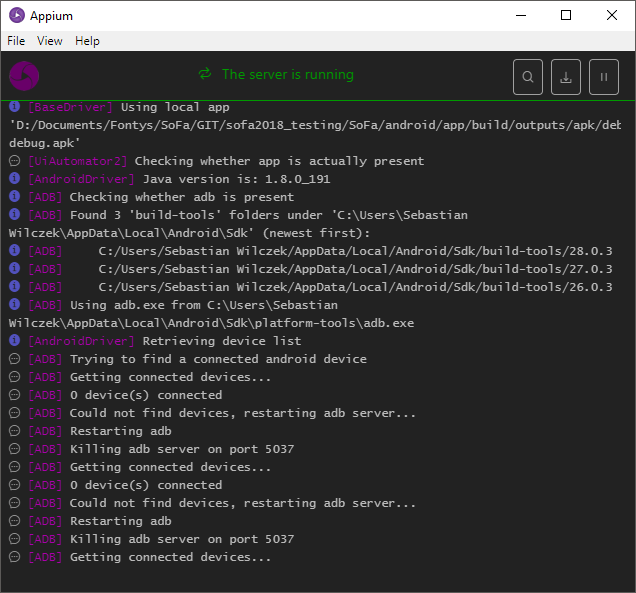 Appium
File View Help
The server is running
[BaseDriver] Using local app
'D:/Documents/Fontys/SoFa/GIT/sofa2018_testing/SoFa/android/app/build/outputs/apk/deb
debug.apk'
[UiAutomator2] Checking whether app is actually present
[AndroidDriver] Java version is: 1.8.0_191
[ADB] Checking whether adb is present
[ADB] Found 3 'build-tools' folders under 'C:\Users\Sebastian
Wilczek\AppData\Local\Android\Sdk' (newest first):
[ADB]     C:/Users/Sebastian Wilczek/AppData/Local/Android/Sdk/build-tools/28.0.3
[ADB]     C:/Users/Sebastian Wilczek/AppData/Local/Android/Sdk/build-tools/27.0.3
[ADB]     C:/Users/Sebastian Wilczek/AppData/Local/Android/Sdk/build-tools/26.0.3
[ADB] Using adb.exe from C:\Users\Sebastian
Wilczek\AppData\Local\Android\Sdk\platform-tools\adb.exe
[AndroidDriver] Retrieving device list
[ADB] Trying to find a connected android device
[ADB] Getting connected devices...
[ADB] 0 device(s) connected
[ADB] Could not find devices, restarting adb server...
[ADB] Restarting adb
[ADB] Killing adb server on port 5037
[ADB] Getting connected devices...
[ADB] 0 device(s) connected
[ADB] Could not find devices, restarting adb server...
[ADB] Restarting adb
[ADB] Killing adb server on port 5037
[ADB] Getting connected devices...